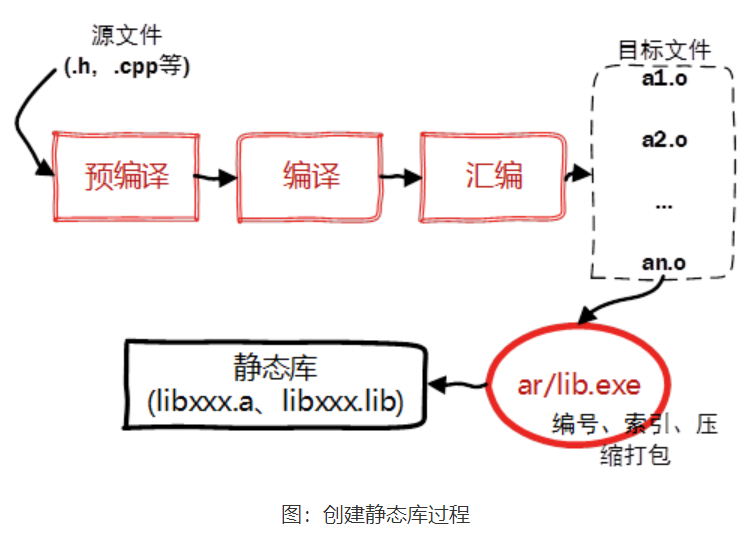 源文件
(.h，.cpp等)
目标文件
a1.o
a2.o
...
an.o
预编译
编译
汇编
ar/lib.exe
编号、索引、压
缩打包
静态库
(libxxx.a、libxxx.lib)
图：创建静态库过程